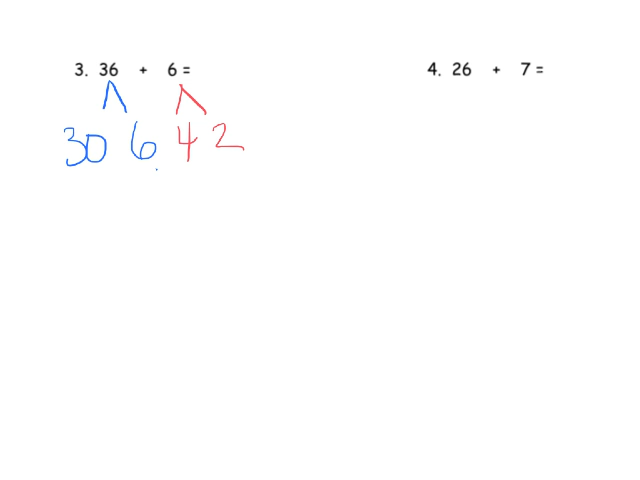 3. 36 + 6 =
4. 26 + 7 =
30 6 4 2